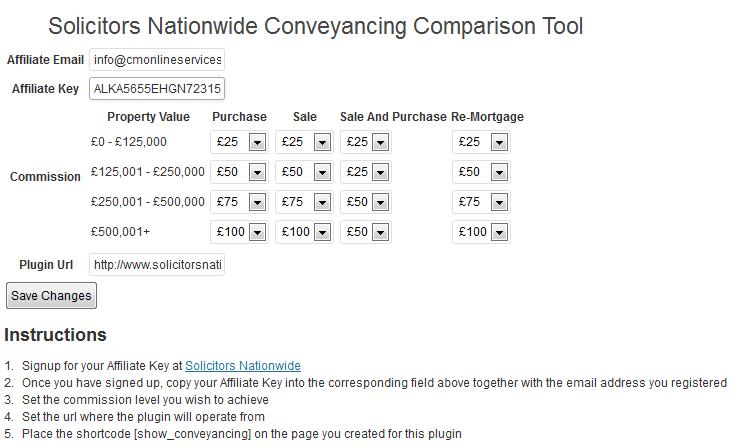 Solicitors Nationwide Conveyancing Comparison Tool
Affiliate Email info@cmonlineservices
Affiliate Key ALKA5655EHGN72315
Property Value Purchase Sale Sale And Purchase Re-Mortgage
£0 - £125,000 £25 £25 £25 £25
Commission £125,001 - £250,000 £50 £50 £25 £50
£250,001 - £500,000 £75 £75 £50 £75
£500,001+ £100 £100 £50 £100
Plugin Url http://www.solicitorsnati
Save Changes
Instructions
1. Signup for your Affiliate Key at Solicitors Nationwide
2. Once you have signed up, copy your Affiliate Key into the corresponding field above together with the email address you registered
3. Set the commission level you wish to achieve
4. Set the url where the plugin will operate from
5. Place the shortcode [show_conveyancing] on the page you created for this plugin